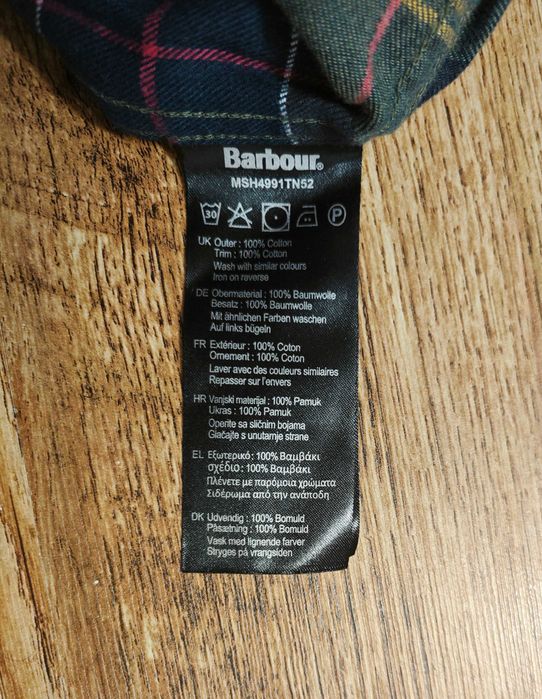 Barbour®
MSH4991TN52
30 P
UK Outer : 100% Cotton
Trim : 100% Cotton
Wash with similar colours
Iron on reverse
DE Obermaterial : 100% Baumwolle
Besatz : 100% Baumwolle
Mit ähnlichen Farben waschen
Auf links bügeln
FR Extérieur : 100% Coton
Ornement : 100% Coton
Laver avec des couleurs similaires
Repasser sur l'envers
HR Vanjski materijal : 100% Pamuk
Ukras : 100% Pamuk
Operite sa sličnim bojama
Glačajte s unutarnje strane
EL Εξωτερικό : 100% Βαμβάκι
σχέδιο : 100% Βαμβάκι
Πλένετε με παρόμοια χρώματα
Σιδέρωμα από την ανάποδη
DK Udvendig : 100% Bomuld
Påsætning : 100% Bomuld
Vask med lignende farver
Stryges på vrangsiden